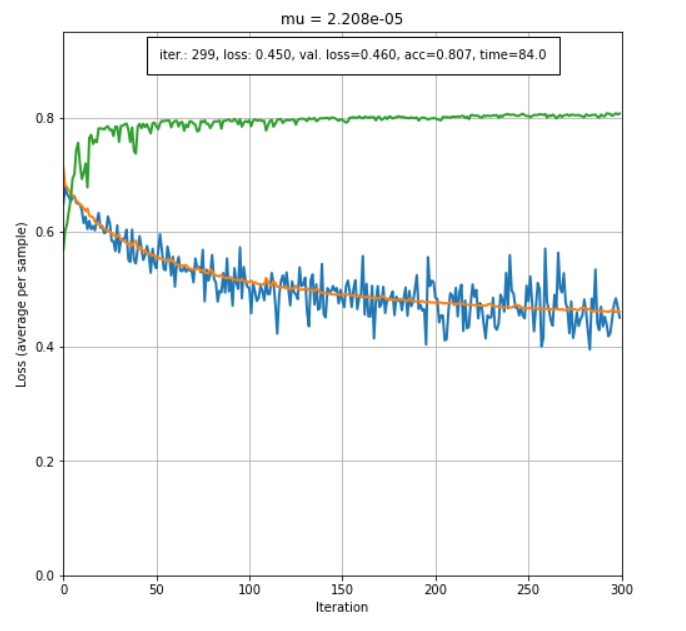 mu = 2.208e-05
iter.: 299, loss: 0.450, val. loss=0.460, acc=0.807, time=84.0
0.8
0.6
0.4
0.2
0.0
Loss (average per sample)
0 50 100 150 200 250 300
Iteration